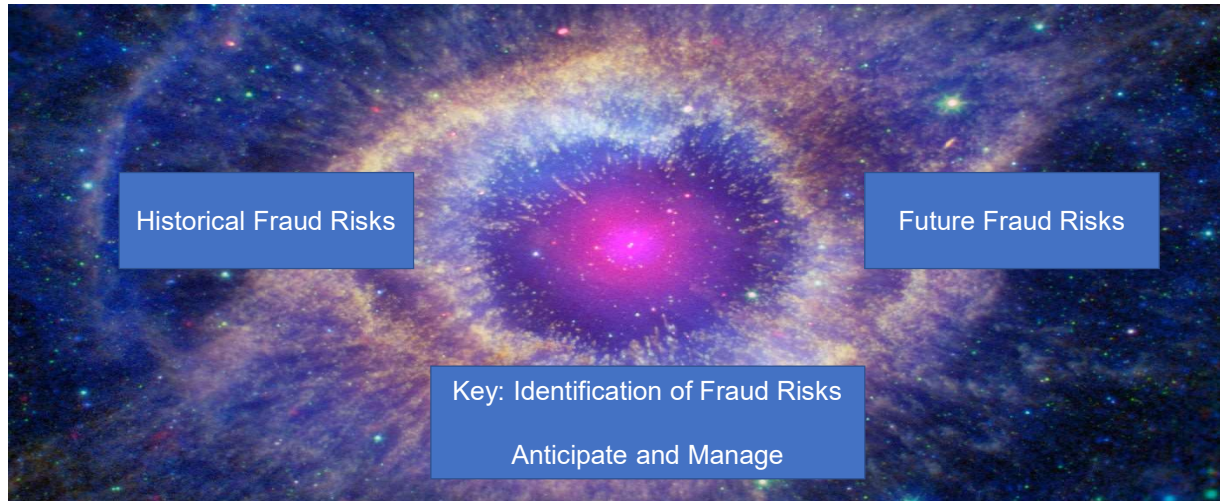 Historical Fraud Risks
Future Fraud Risks
Key: Identification of Fraud Risks
Anticipate and Manage